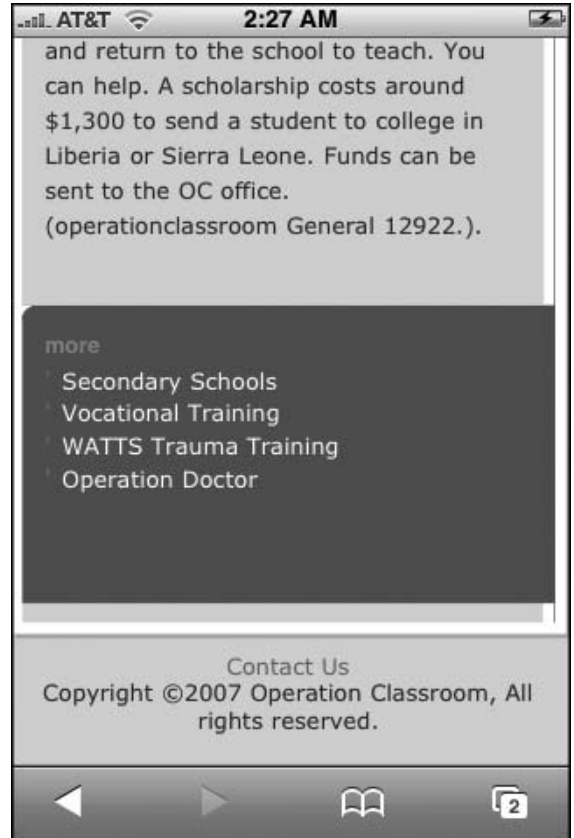 AT&T 2:27 AM
and return to the school to teach. You
can help. A scholarship costs around
$1,300 to send a student to college in
Liberia or Sierra Leone. Funds can be
sent to the OC office.
(operationclassroom General 12922.).
more
Secondary Schools
Vocational Training
WATTS Trauma Training
Operation Doctor
Contact Us
Copyright ©2007 Operation Classroom, All
rights reserved.
2